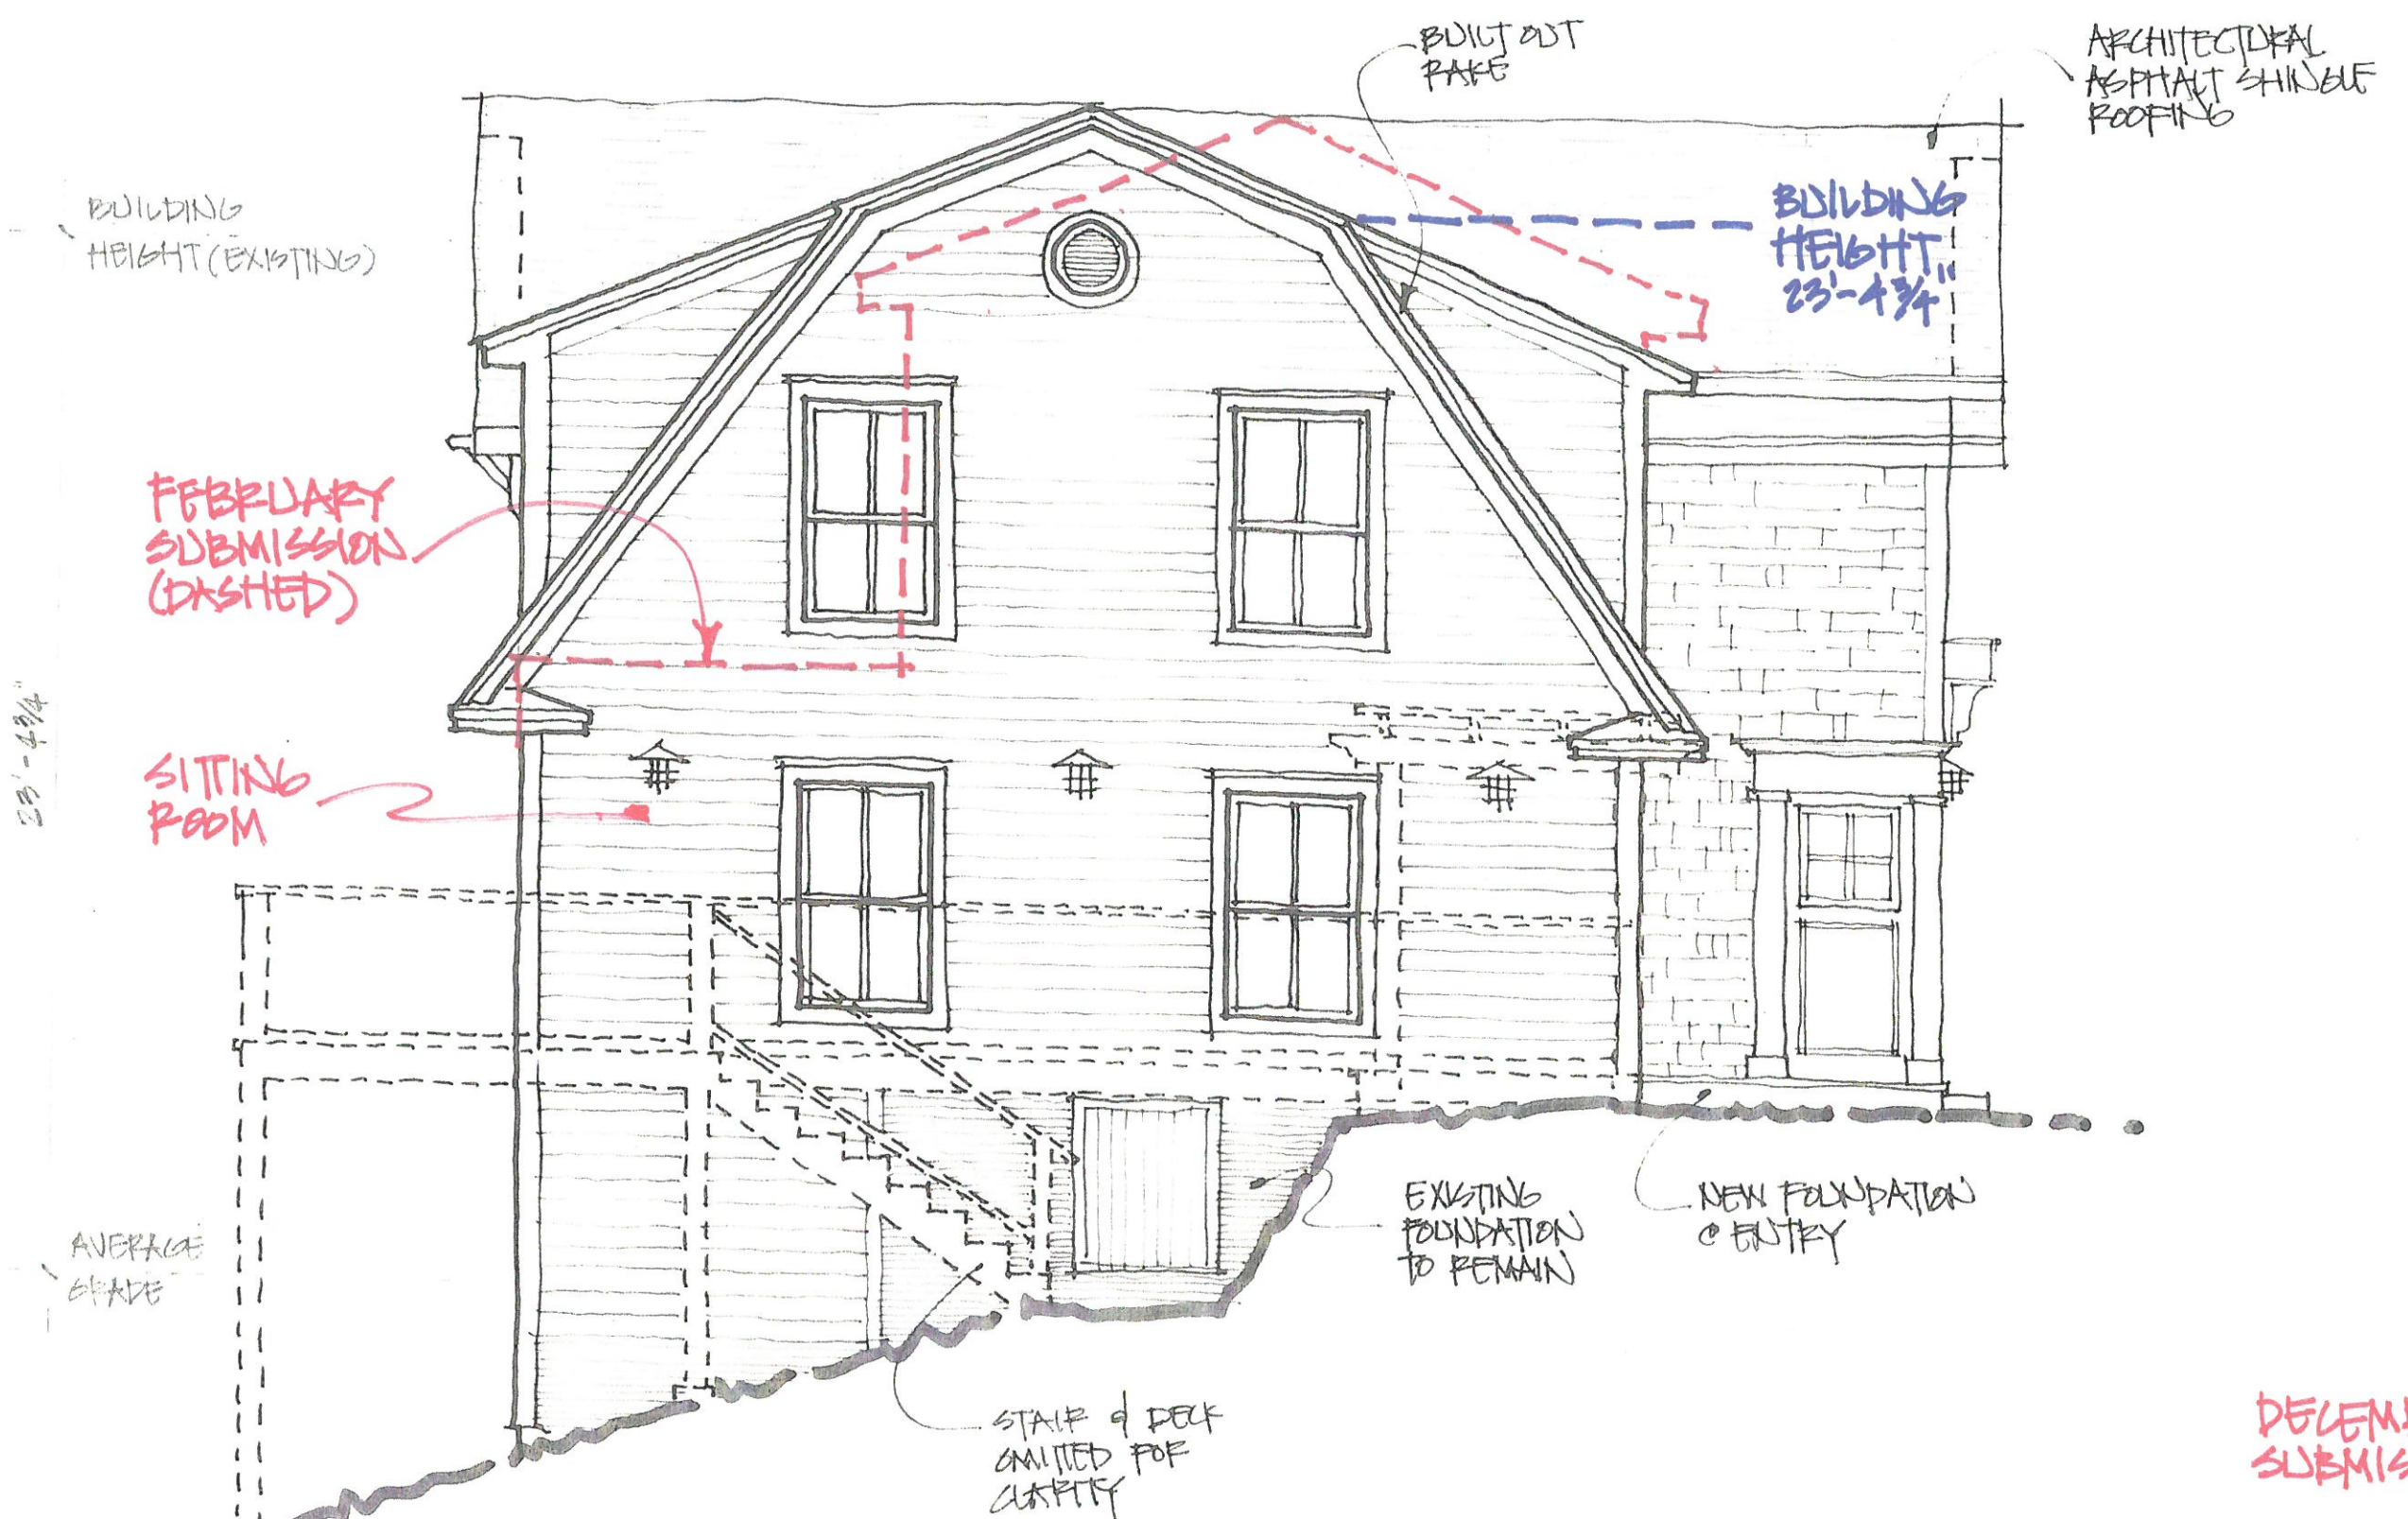 BUILT OUT
RAKE
ARCHITECTURAL
ASPHALT SHINGLE
ROOFING
BUILDING
HEIGHT (EXISTING)
BUILDING
HEIGHT
23'-4 3/4"
FEBRUARY
SUBMISSION
(DASHED)
23'-4 3/4"
SITTING
ROOM
AVERAGE
GRADE
EXISTING
FOUNDATION
TO REMAIN
NEW FOUNDATION
@ ENTRY
STAIR & DECK
OMITTED FOR
CLARITY
DECEM
SUBMIS